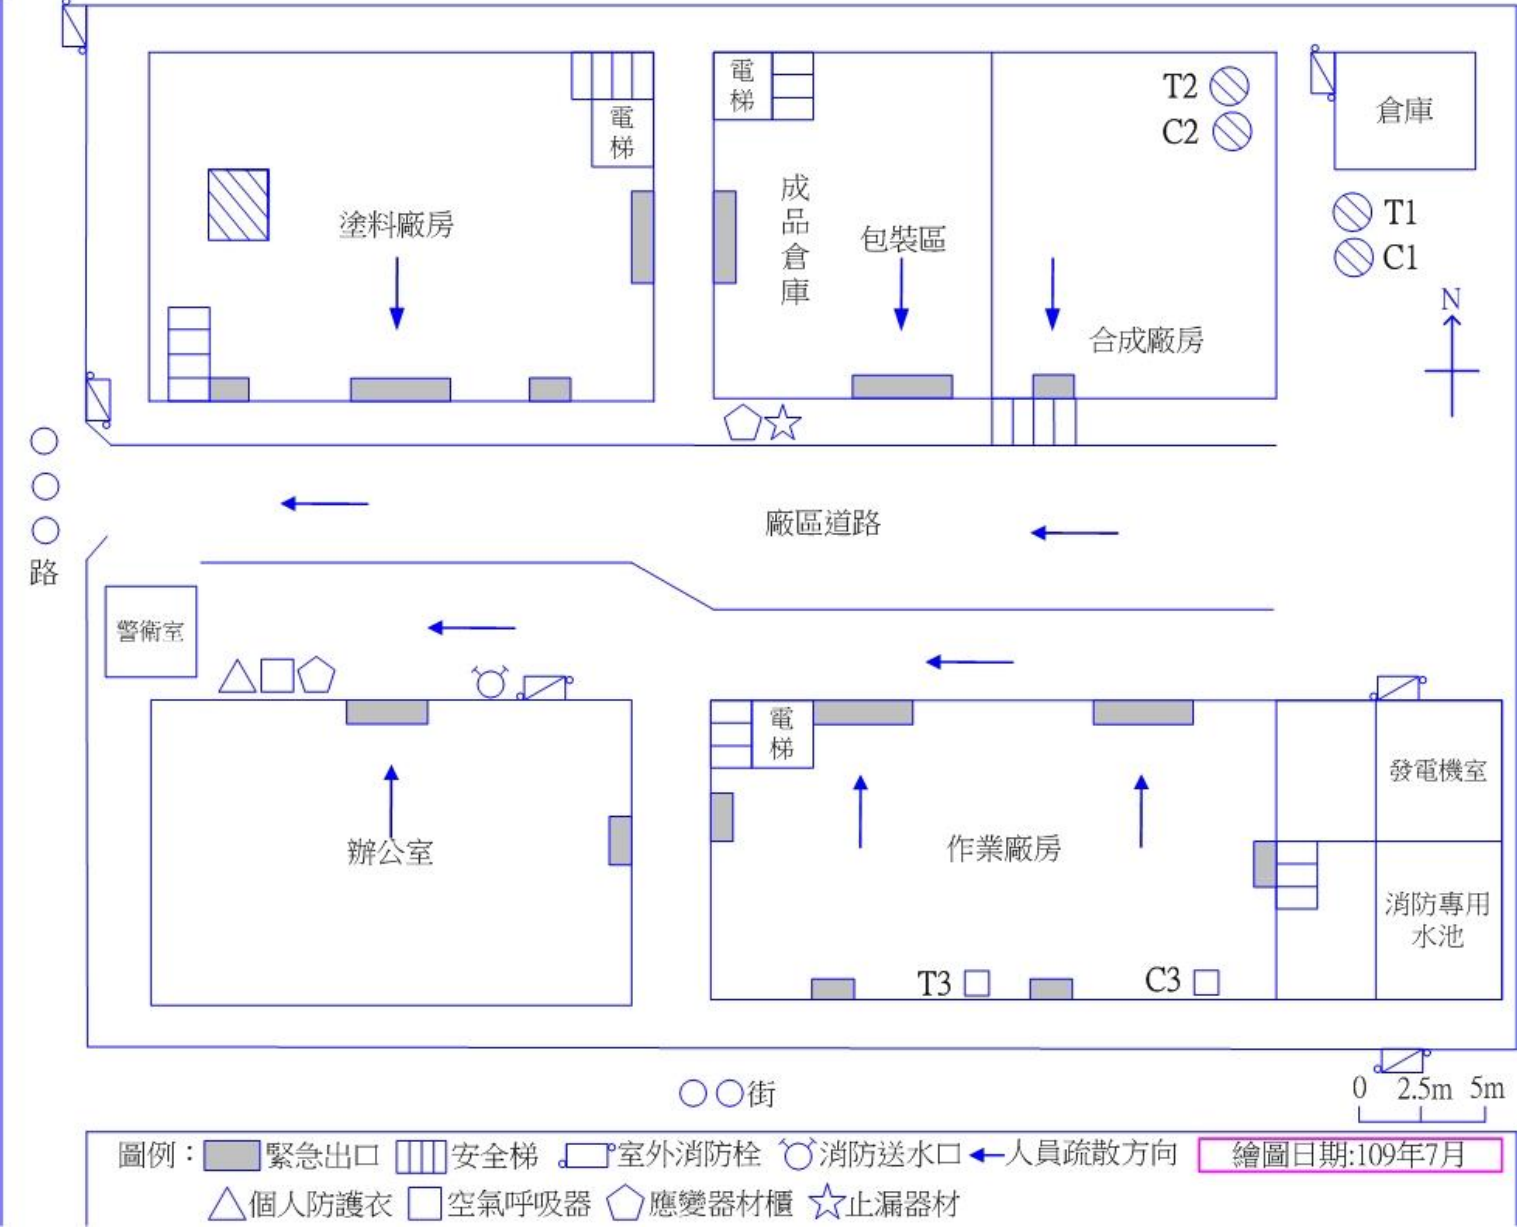 電梯
電梯
T2
C2
倉庫
成品倉庫
塗料廠房
包裝區
T1
C1
N
合成廠房
○○○路
廠區道路
警衛室
電梯
發電機室
辦公室
作業廠房
消防專用
水池
T3
C3
○○街
0 2.5m 5m
圖例：緊急出口 安全梯 室外消防栓 消防送水口 人員疏散方向 繪圖日期:109年7月
個人防護衣 空氣呼吸器 應變器材櫃 止漏器材